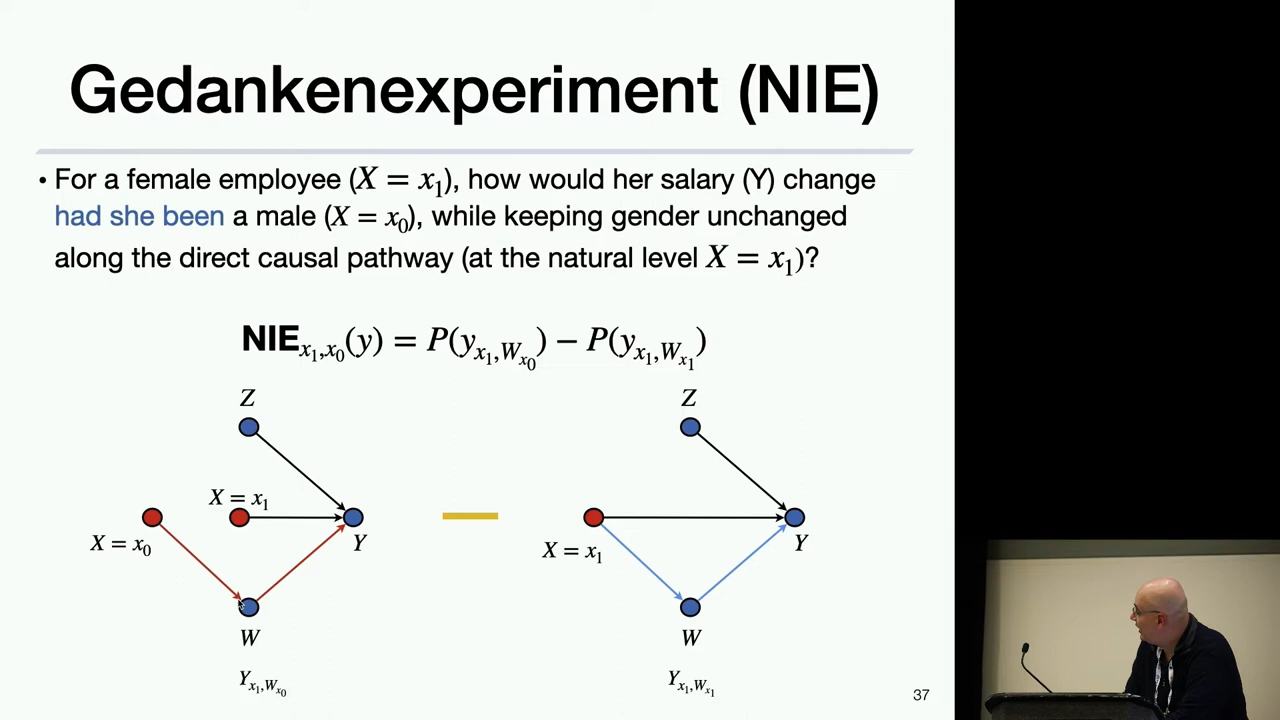 Gedankenexperiment (NIE)
• For a female employee (X = x₁), how would her salary (Y) change
had she been a male (X = x₀), while keeping gender unchanged
along the direct causal pathway (at the natural level X = x₁)?
NIE_{x₁,x₀}(y) = P(y_{x₁,W_{x₀}}) − P(y_{x₁,W_{x₁}})
Z Z
X = x₁
X = x₀ Y X = x₁ Y
W W
Y_{x₁,W_{x₀}} Y_{x₁,W_{x₁}}
37